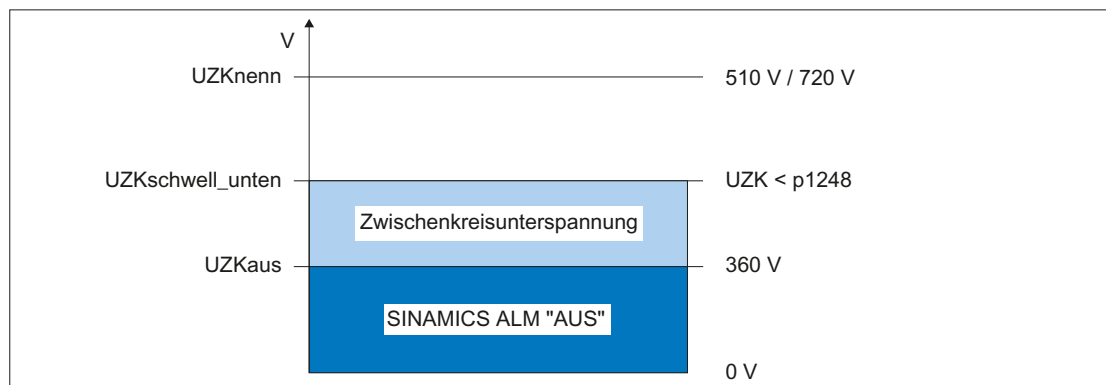 V
UZKnenn
510 V / 720 V
UZKschwell_unten
UZK < p1248
Zwischenkreisunterspannung
UZKaus
360 V
SINAMICS ALM "AUS"
0 V